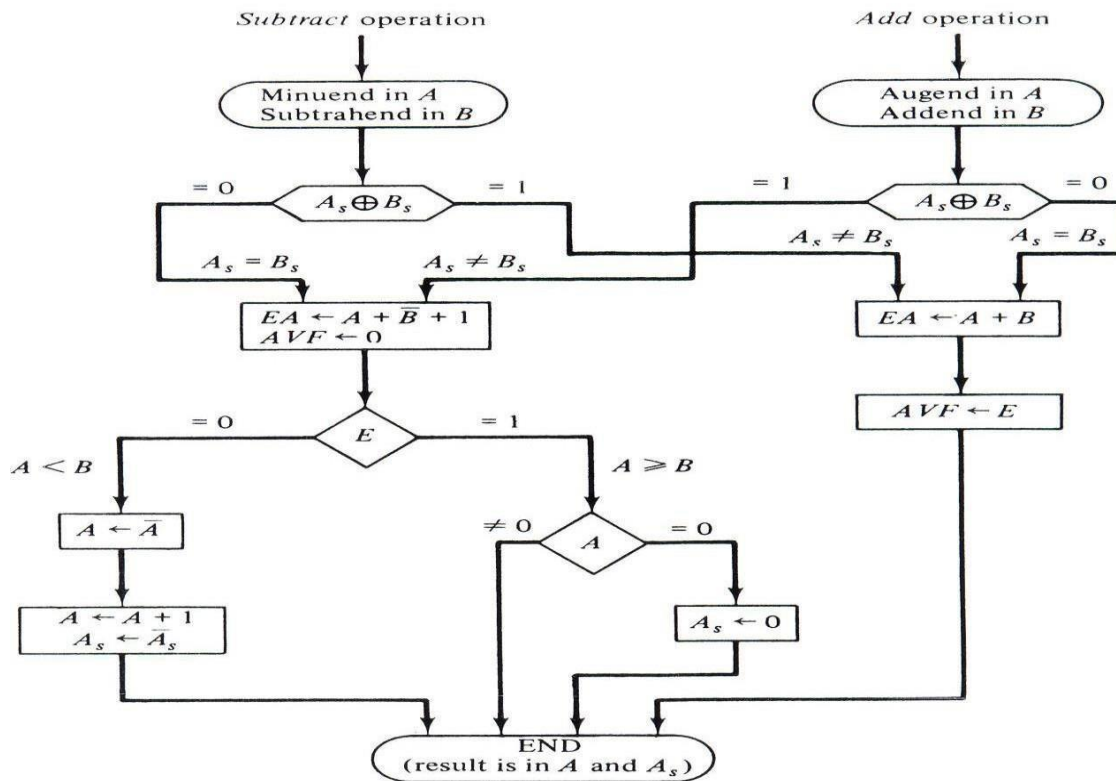 Subtract operation
Add operation
Minuend in A
Subtrahend in B
Augend in A
Addend in B
= 0
A_s ⊕ B_s
= 1
= 1
A_s ⊕ B_s
= 0
A_s = B_s
A_s ≠ B_s
A_s ≠ B_s
A_s = B_s
EA ← A + B̅ + 1
AVF ← 0
EA ← A + B
AVF ← E
= 0
E
= 1
A < B
A ⩾ B
A ← A̅
≠ 0
A
= 0
A ← A + 1
A_s ← A̅_s
A_s ← 0
END
(result is in A and A_s)